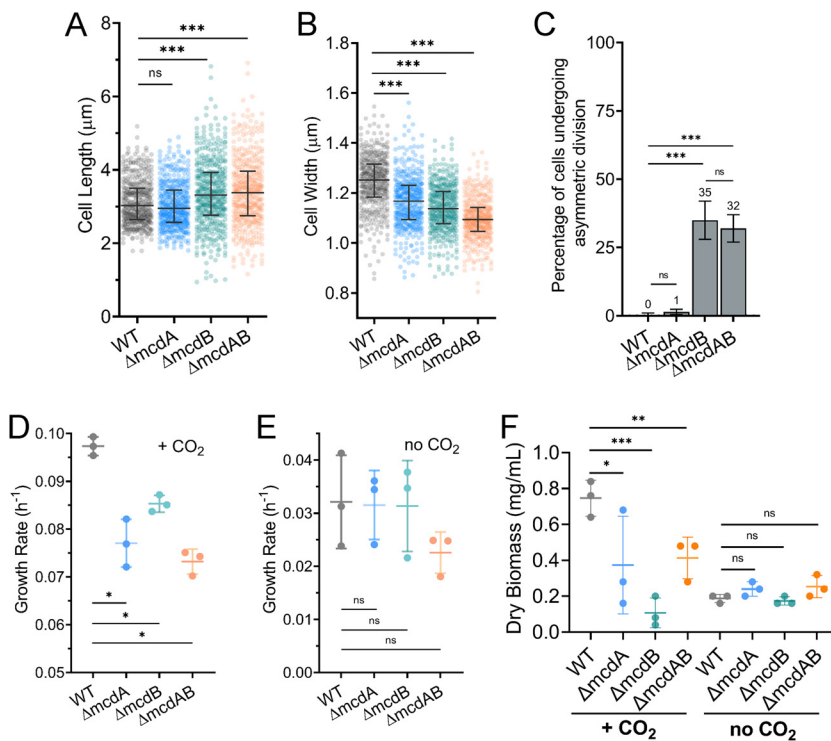 A
Cell Length (μm)
8
6
4
2
0
***
***
ns
WT
ΔmcdA
ΔmcdB
ΔmcdAB
B
Cell Width (μm)
1.8
1.6
1.4
1.2
1.0
0.8
***
***
***
WT
ΔmcdA
ΔmcdB
ΔmcdAB
C
Percentage of cells undergoing
asymmetric division
100
75
50
25
0
***
***
ns
ns
0
1
35
32
WT
ΔmcdA
ΔmcdB
ΔmcdAB
D
+ CO₂
Growth Rate (h⁻¹)
0.10
0.09
0.08
0.07
0.06
0.05
*
*
*
WT
ΔmcdA
ΔmcdB
ΔmcdAB
E
no CO₂
Growth Rate (h⁻¹)
0.04
0.03
0.02
0.01
0.00
ns
ns
ns
WT
ΔmcdA
ΔmcdB
ΔmcdAB
F
Dry Biomass (mg/mL)
1.0
0.8
0.6
0.4
0.2
0.0
**
***
*
ns
ns
ns
WT
ΔmcdA
ΔmcdB
ΔmcdAB
WT
ΔmcdA
ΔmcdB
ΔmcdAB
+ CO₂
no CO₂